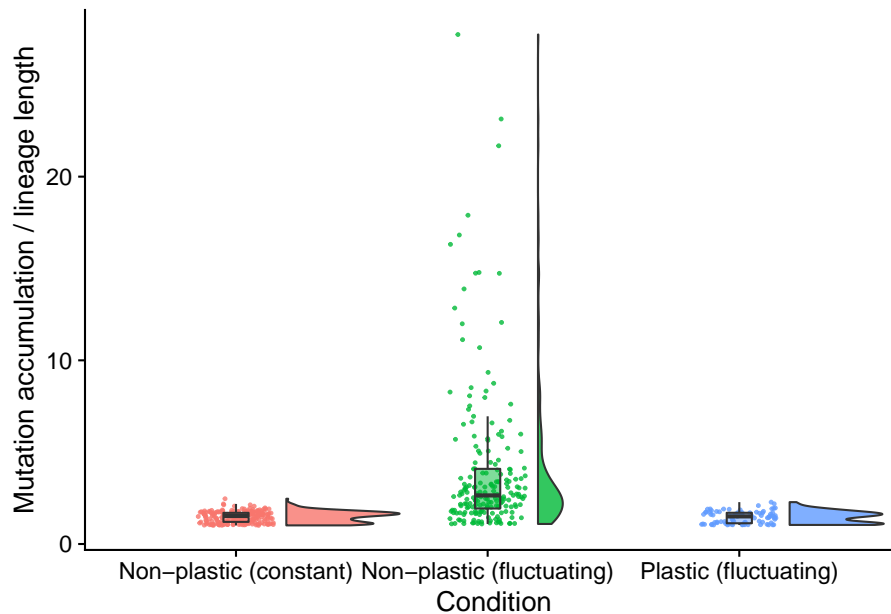 Mutation accumulation / lineage length
20
10
0
Non−plastic (constant)
Non−plastic (fluctuating)
Plastic (fluctuating)
Condition